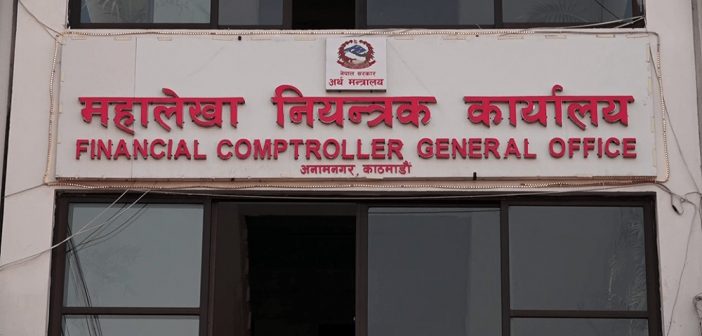 नेपाल सरकार
अर्थ मन्त्रालय
महालेखा नियन्त्रक कार्यालय
FINANCIAL COMPTROLLER GENERAL OFFICE
अनामनगर, काठमाडौं